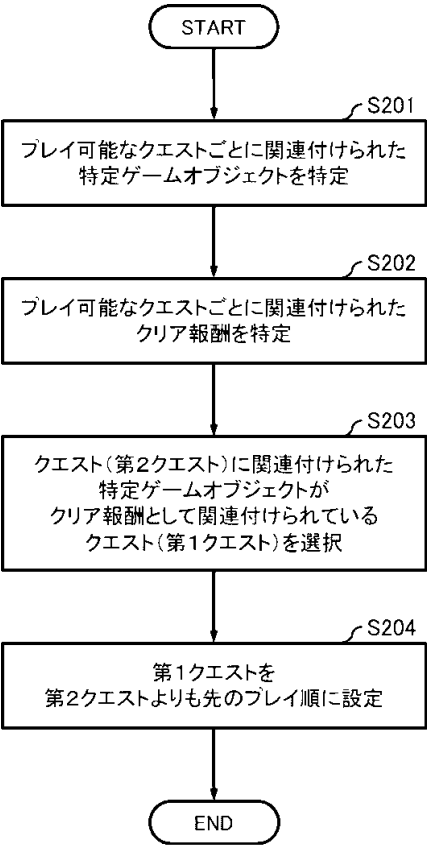 START
S201
プレイ可能なクエストごとに関連付けられた
特定ゲームオブジェクトを特定
S202
プレイ可能なクエストごとに関連付けられた
クリア報酬を特定
S203
クエスト(第2クエスト)に関連付けられた
特定ゲームオブジェクトが
クリア報酬として関連付けられている
クエスト(第1クエスト)を選択
S204
第1クエストを
第2クエストよりも先のプレイ順に設定
END